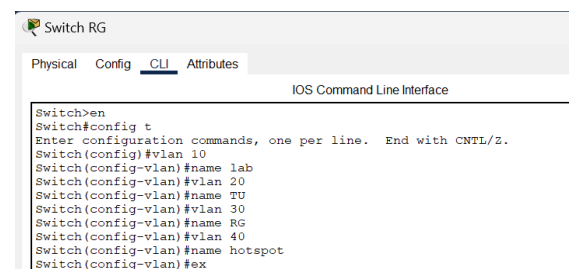 Switch RG
Physical Config CLI Attributes
IOS Command Line Interface
Switch>en
Switch#config t
Enter configuration commands, one per line. End with CNTL/Z.
Switch(config)#vlan 10
Switch(config-vlan)#name lab
Switch(config-vlan)#vlan 20
Switch(config-vlan)#name TU
Switch(config-vlan)#vlan 30
Switch(config-vlan)#name RG
Switch(config-vlan)#vlan 40
Switch(config-vlan)#name hotspot
Switch(config-vlan)#ex